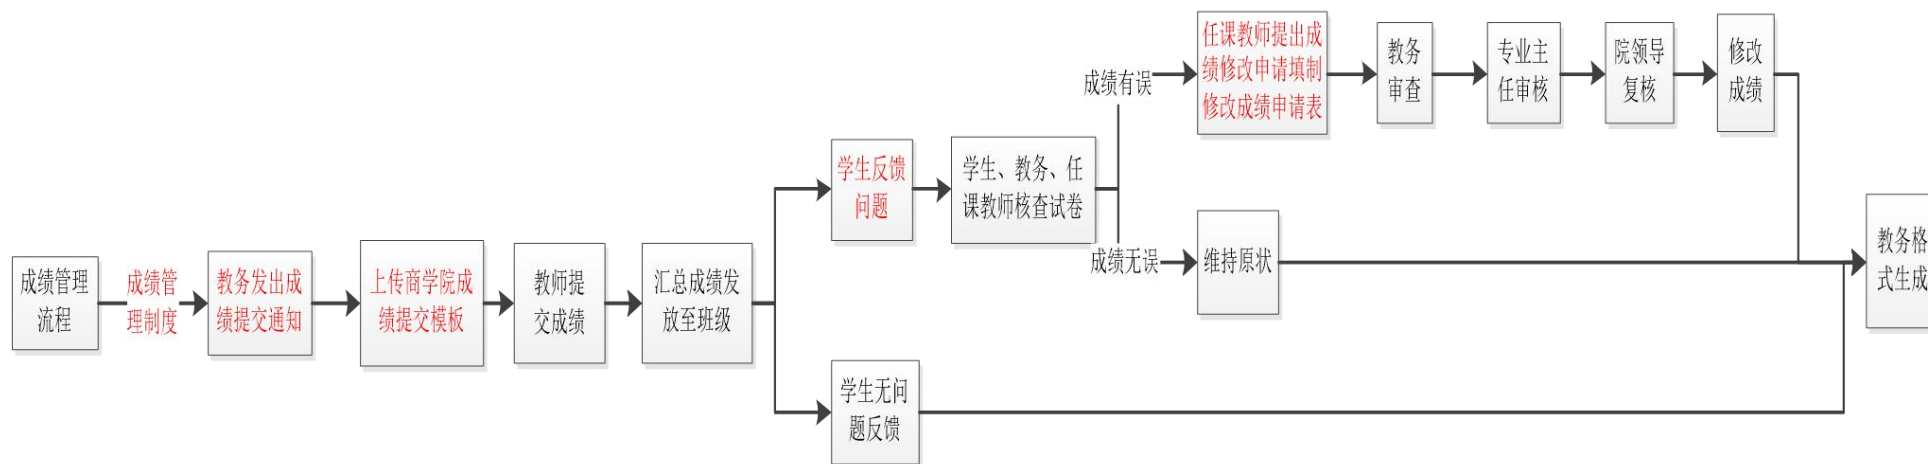 成绩管理
流程
成绩管
理制度
教务发出成
绩提交通知
上传商学院成
绩提交模板
教师提
交成绩
汇总成绩发
放至班级
学生反馈
问题
学生、教务、任
课教师核查试卷
成绩有误
任课教师提出成
绩修改申请填制
修改成绩申请表
教务
审查
专业主
任审核
院领导
复核
修改
成绩
成绩无误
维持原状
学生无问
题反馈
教务格
式生成